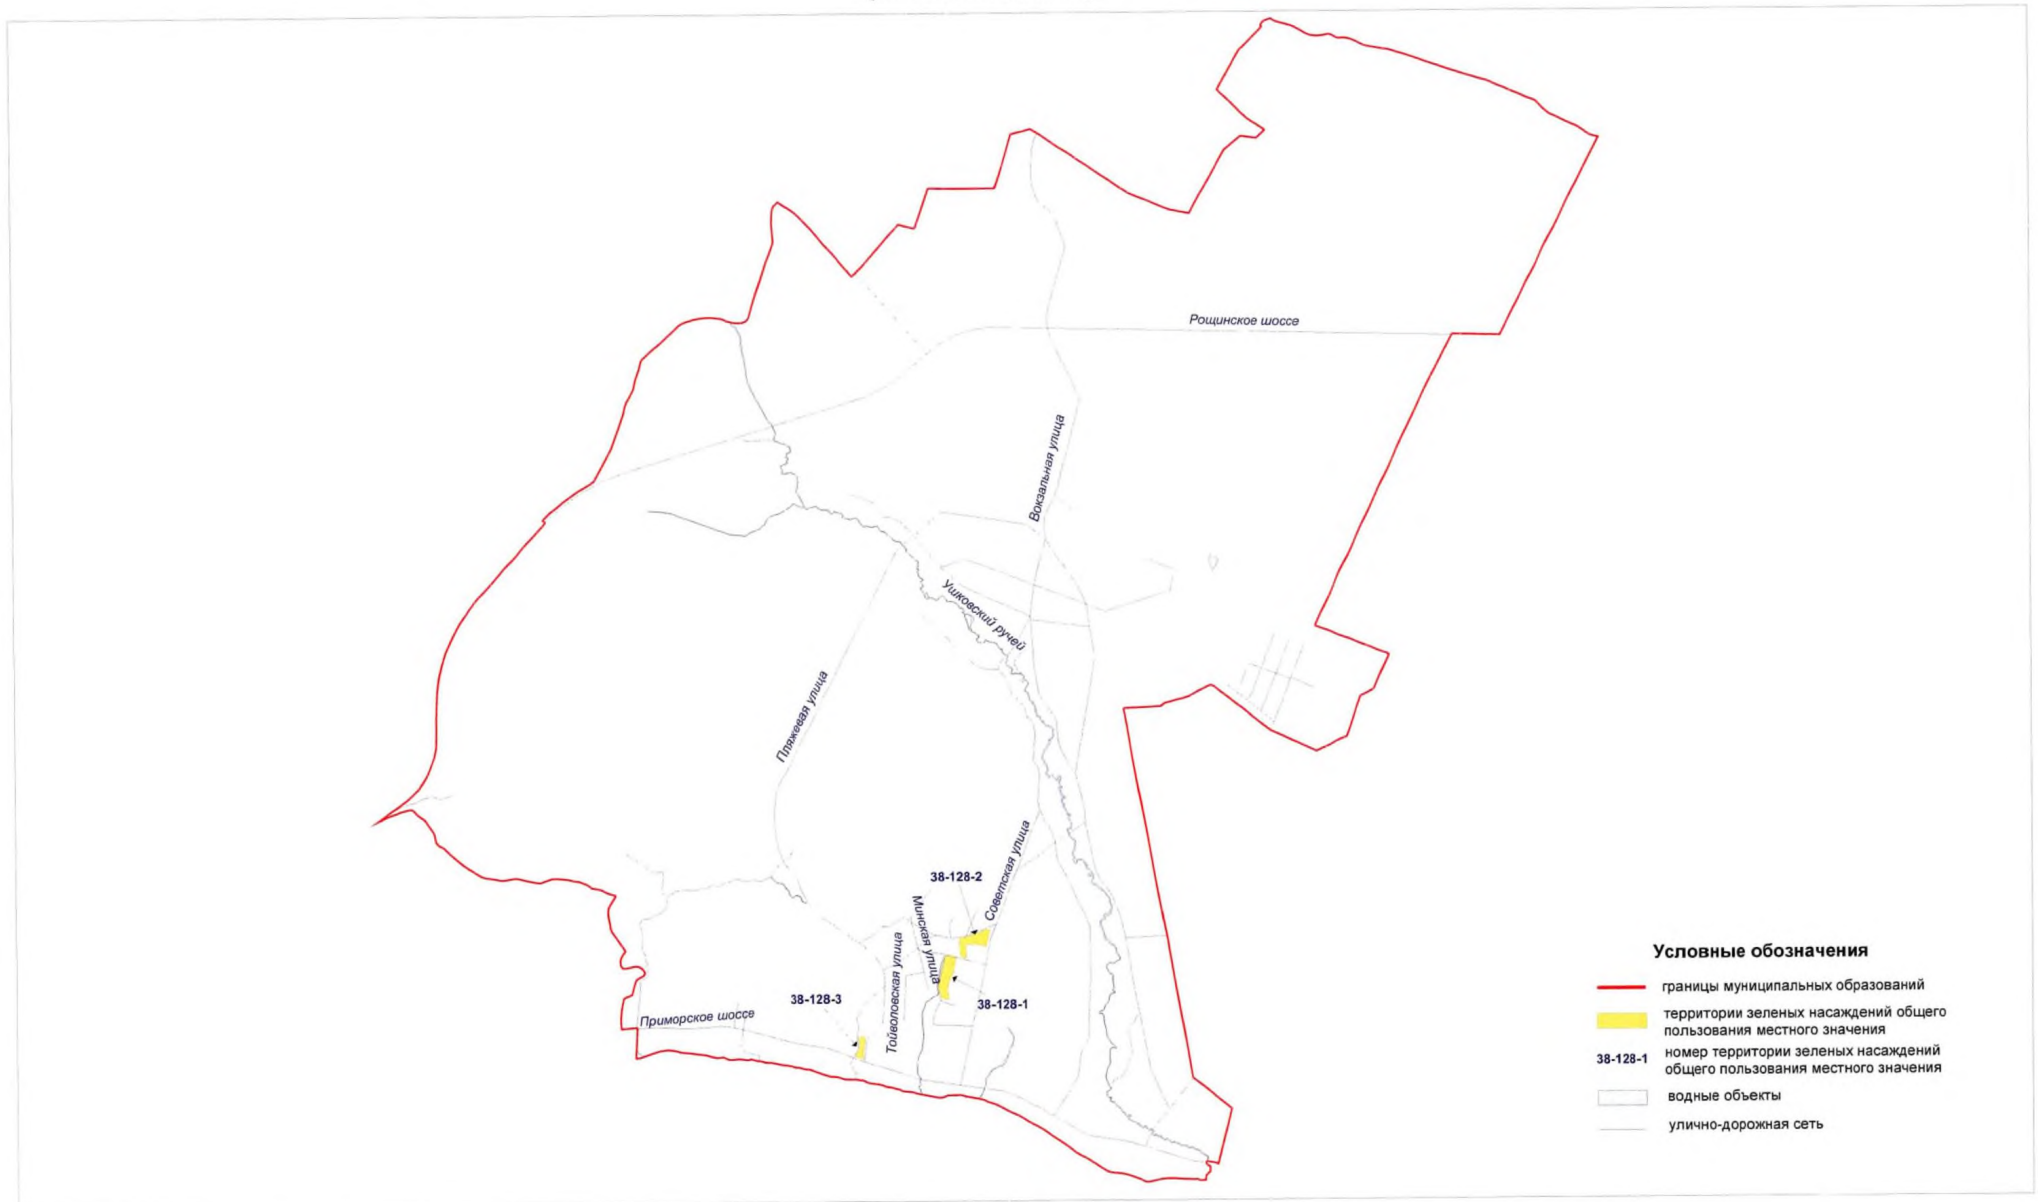 Рощинское шоссе
Вокзальная улица
Ушковский ручей
Пляжевая улица
Советская улица
38-128-2
Минская улица
Тойволовская улица
38-128-3
38-128-1
Приморское шоссе
Условные обозначения
границы муниципальных образований
территории зеленых насаждений общего
пользования местного значения
38-128-1
номер территории зеленых насаждений
общего пользования местного значения
водные объекты
улично-дорожная сеть